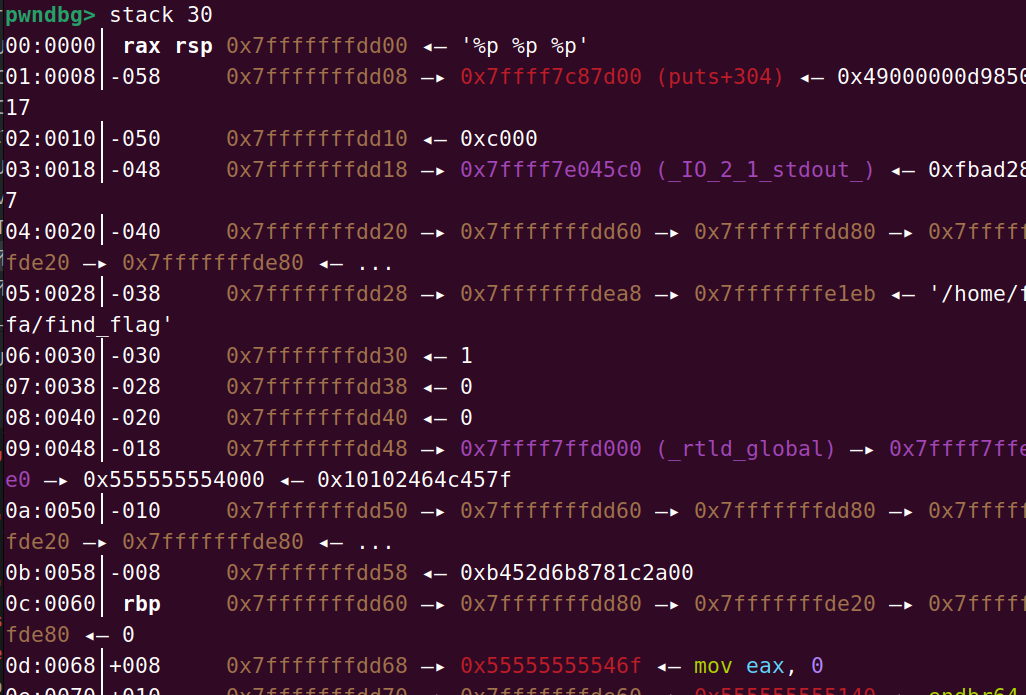 pwndbg> stack 30
00:0000│ rax rsp 0x7fffffffdd00 ◂— '%p %p %p'
01:0008│-058 0x7fffffffdd08 —▸ 0x7ffff7c87d00 (puts+304) ◂— 0x49000000d9850
17
02:0010│-050 0x7fffffffdd10 ◂— 0xc000
03:0018│-048 0x7fffffffdd18 —▸ 0x7ffff7e045c0 (_IO_2_1_stdout_) ◂— 0xfbad28
7
04:0020│-040 0x7fffffffdd20 —▸ 0x7fffffffdd60 —▸ 0x7fffffffdd80 —▸ 0x7fffff
fde20 —▸ 0x7fffffffde80 ◂— ...
05:0028│-038 0x7fffffffdd28 —▸ 0x7fffffffdea8 —▸ 0x7fffffffe1eb ◂— '/home/f
fa/find_flag'
06:0030│-030 0x7fffffffdd30 ◂— 1
07:0038│-028 0x7fffffffdd38 ◂— 0
08:0040│-020 0x7fffffffdd40 ◂— 0
09:0048│-018 0x7fffffffdd48 —▸ 0x7ffff7ffd000 (_rtld_global) —▸ 0x7ffff7ffe
e0 —▸ 0x555555554000 ◂— 0x10102464c457f
0a:0050│-010 0x7fffffffdd50 —▸ 0x7fffffffdd60 —▸ 0x7fffffffdd80 —▸ 0x7fffff
fde20 —▸ 0x7fffffffde80 ◂— ...
0b:0058│-008 0x7fffffffdd58 ◂— 0xb452d6b8781c2a00
0c:0060│ rbp 0x7fffffffdd60 —▸ 0x7fffffffdd80 —▸ 0x7fffffffde20 —▸ 0x7fffff
fde80 ◂— 0
0d:0068│+008 0x7fffffffdd68 —▸ 0x55555555546f ◂— mov eax, 0